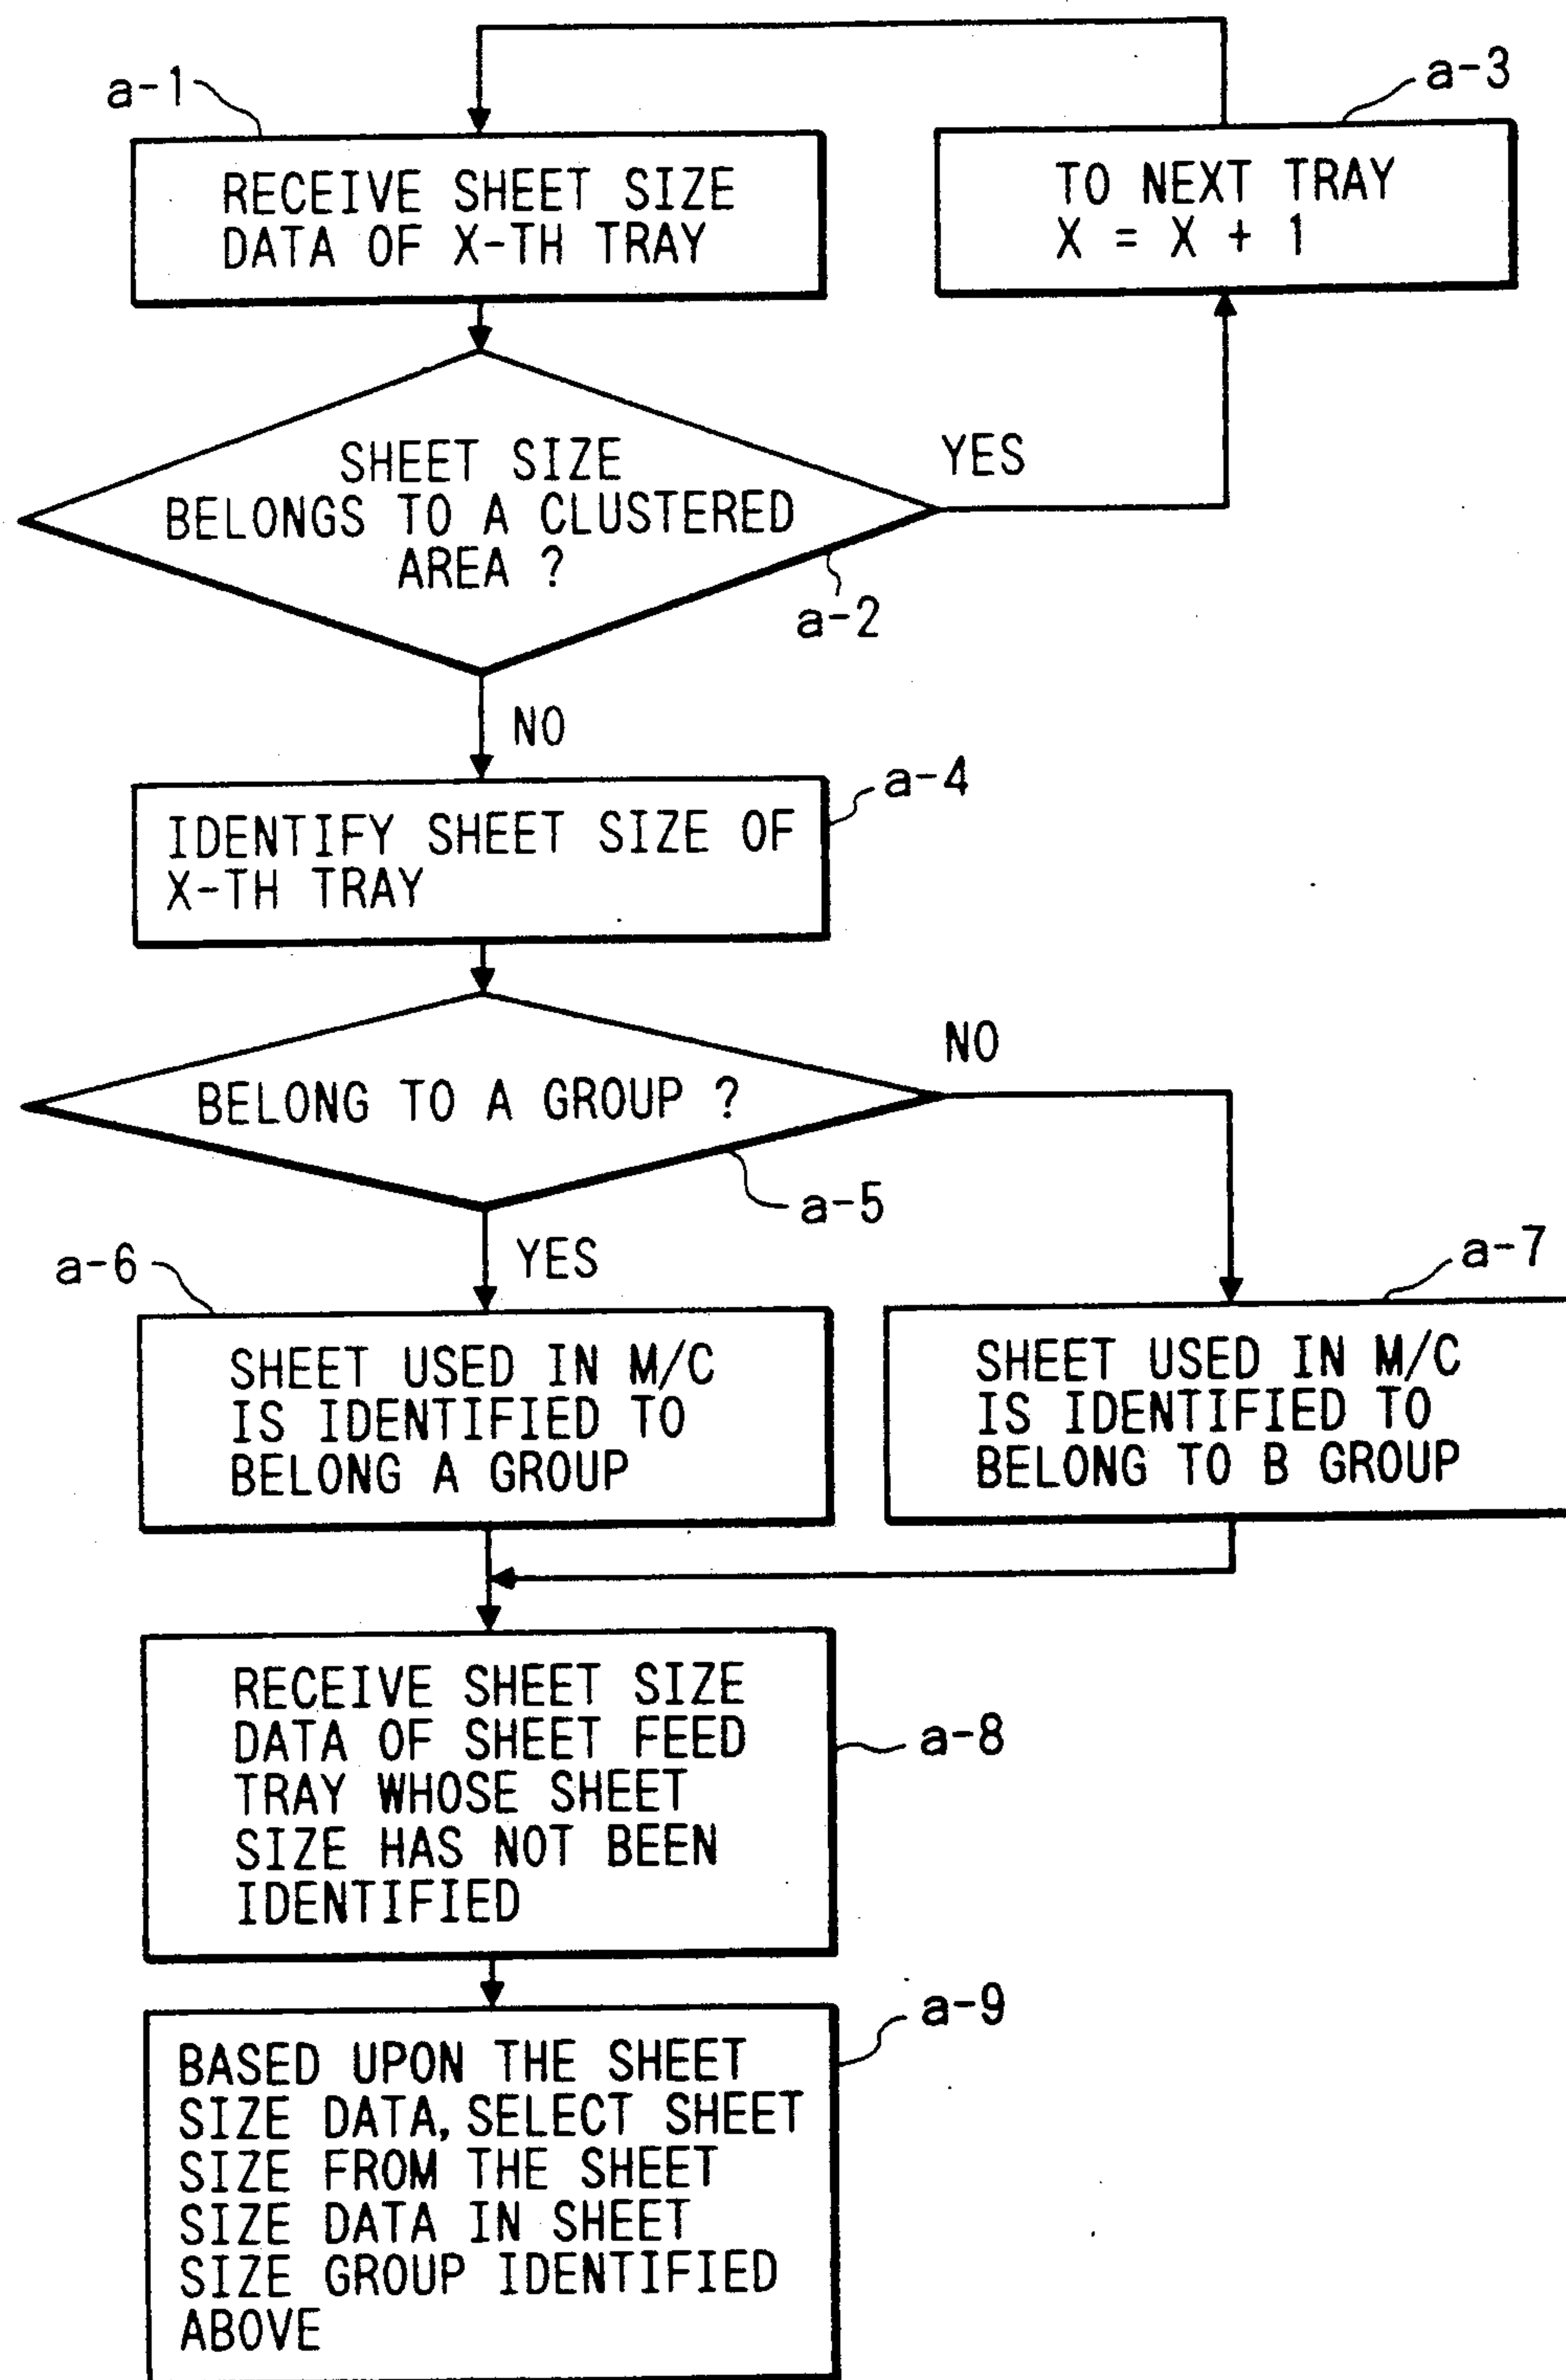 a-1
a-3
RECEIVE SHEET SIZE
DATA OF X-TH TRAY
TO NEXT TRAY
X = X + 1
SHEET SIZE
BELONGS TO A CLUSTERED
AREA ?
YES
a-2
NO
a-4
IDENTIFY SHEET SIZE OF
X-TH TRAY
NO
BELONG TO A GROUP ?
a-5
YES
a-6
a-7
SHEET USED IN M/C
IS IDENTIFIED TO
BELONG A GROUP
SHEET USED IN M/C
IS IDENTIFIED TO
BELONG TO B GROUP
RECEIVE SHEET SIZE
DATA OF SHEET FEED
TRAY WHOSE SHEET
SIZE HAS NOT BEEN
IDENTIFIED
a-8
a-9
BASED UPON THE SHEET
SIZE DATA, SELECT SHEET
SIZE FROM THE SHEET
SIZE DATA IN SHEET
SIZE GROUP IDENTIFIED
ABOVE